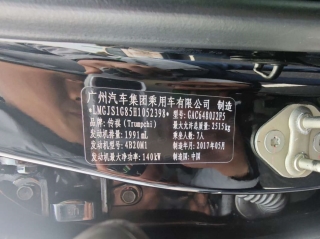 广州汽车集团乘用车有限公司 制造
★LMGJS1G85H1052398★ 型号: GAC6480J2P5
品牌: 传祺 (Trumpchi) 最大允许总质量: 2515kg
发动机排量: 1991mL 乘坐人数: 7人
发动机型号: 4B20M1 制造年月: 2017年05月
发动机最大净功率: 140kW 制造国: 中国